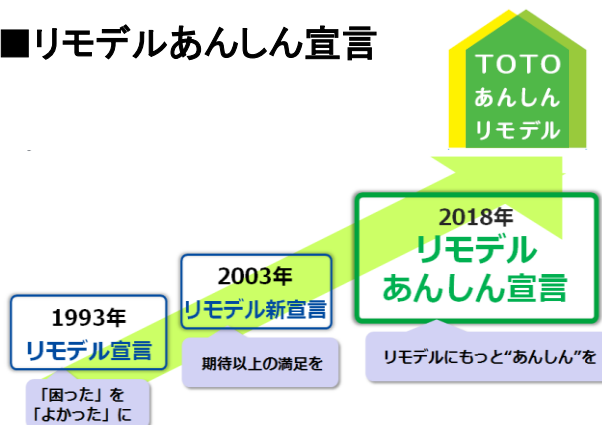 ■リモデルあんしん宣言
TOTO
あんしん
リモデル
2018年
リモデル
あんしん宣言
2003年
リモデル新宣言
1993年
リモデル宣言
リモデルにもっと“あんしん”を
期待以上の満足を
「困った」を
「よかった」に